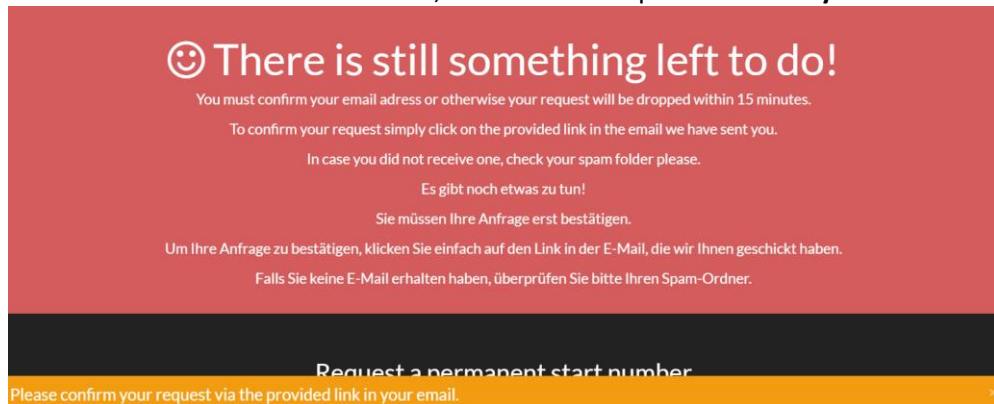 There is still something left to do!
You must confirm your email adress or otherwise your request will be dropped within 15 minutes.
To confirm your request simply click on the provided link in the email we have sent you.
In case you did not receive one, check your spam folder please.
Es gibt noch etwas zu tun!
Sie müssen Ihre Anfrage erst bestätigen.
Um Ihre Anfrage zu bestätigen, klicken Sie einfach auf den Link in der E-Mail, die wir Ihnen geschickt haben.
Falls Sie keine E-Mail erhalten haben, überprüfen Sie bitte Ihren Spam-Ordner.
Request a permanent start number
Please confirm your request via the provided link in your email.